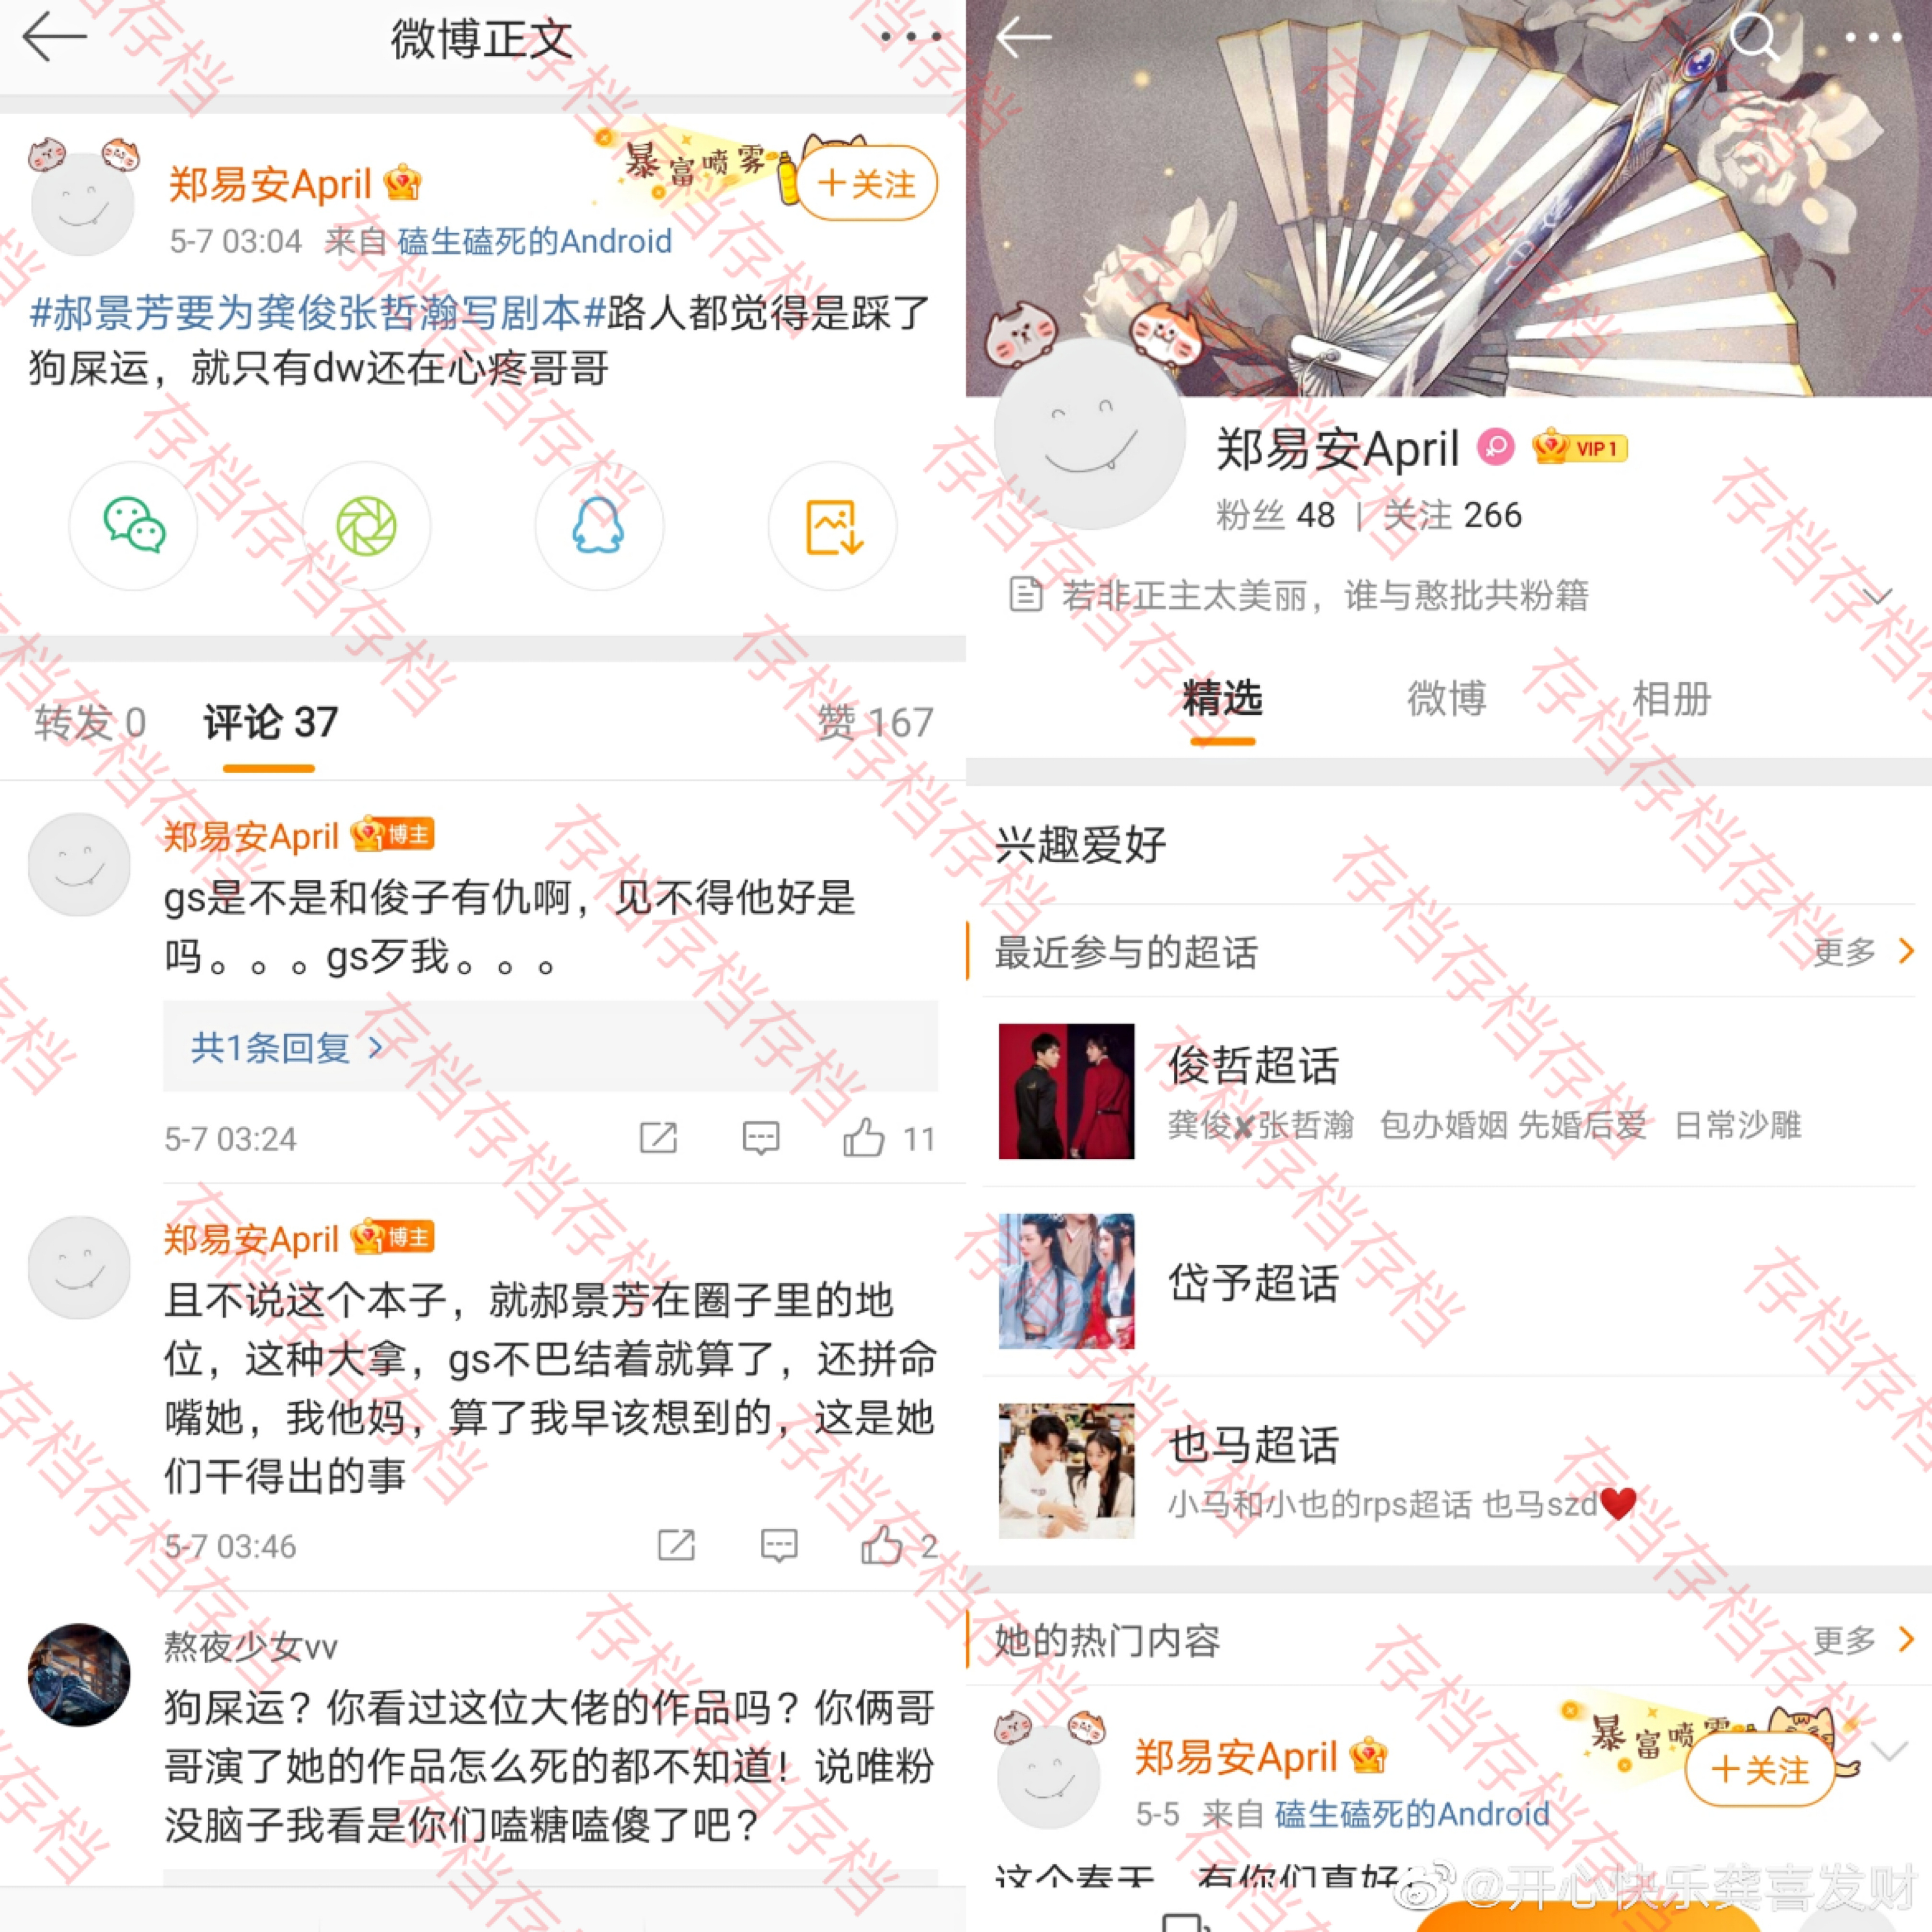 微博正文
郑易安April
暴富喷雾
+关注
5-7 03:04 来自 磕生磕死的Android
#郝景芳要为龚俊张哲瀚写剧本#路人都觉得是踩了
狗屎运，就只有dw还在心疼哥哥
转发 0 评论 37 赞 167
郑易安April 博主
gs是不是和俊子有仇啊，见不得他好是
吗。。。gs歹我。。。
共1条回复 >
5-7 03:24 11
郑易安April 博主
且不说这个本子，就郝景芳在圈子里的地
位，这种大拿，gs不巴结着就算了，还拼命
嘴她，我他妈，算了我早该想到的，这是她
们干得出的事
5-7 03:46 2
熬夜少女vv
狗屎运？你看过这位大佬的作品吗？你俩哥
哥演了她的作品怎么死的都不知道！说唯粉
没脑子我看是你们嗑糖嗑傻了吧？
郑易安April VIP 1
粉丝 48 | 关注 266
若非正主太美丽，谁与憨批共粉籍
精选 微博 相册
兴趣爱好
最近参与的超话 更多 >
俊哲超话
龚俊✘张哲瀚 包办婚姻 先婚后爱 日常沙雕
岱予超话
也马超话
小马和小也的rps超话 也马szd❤
她的热门内容 更多 >
郑易安April
暴富喷雾
+关注
5-5 来自 磕生磕死的Android
这个春天，有你们真好
@开心快乐龚喜发财
存档存档